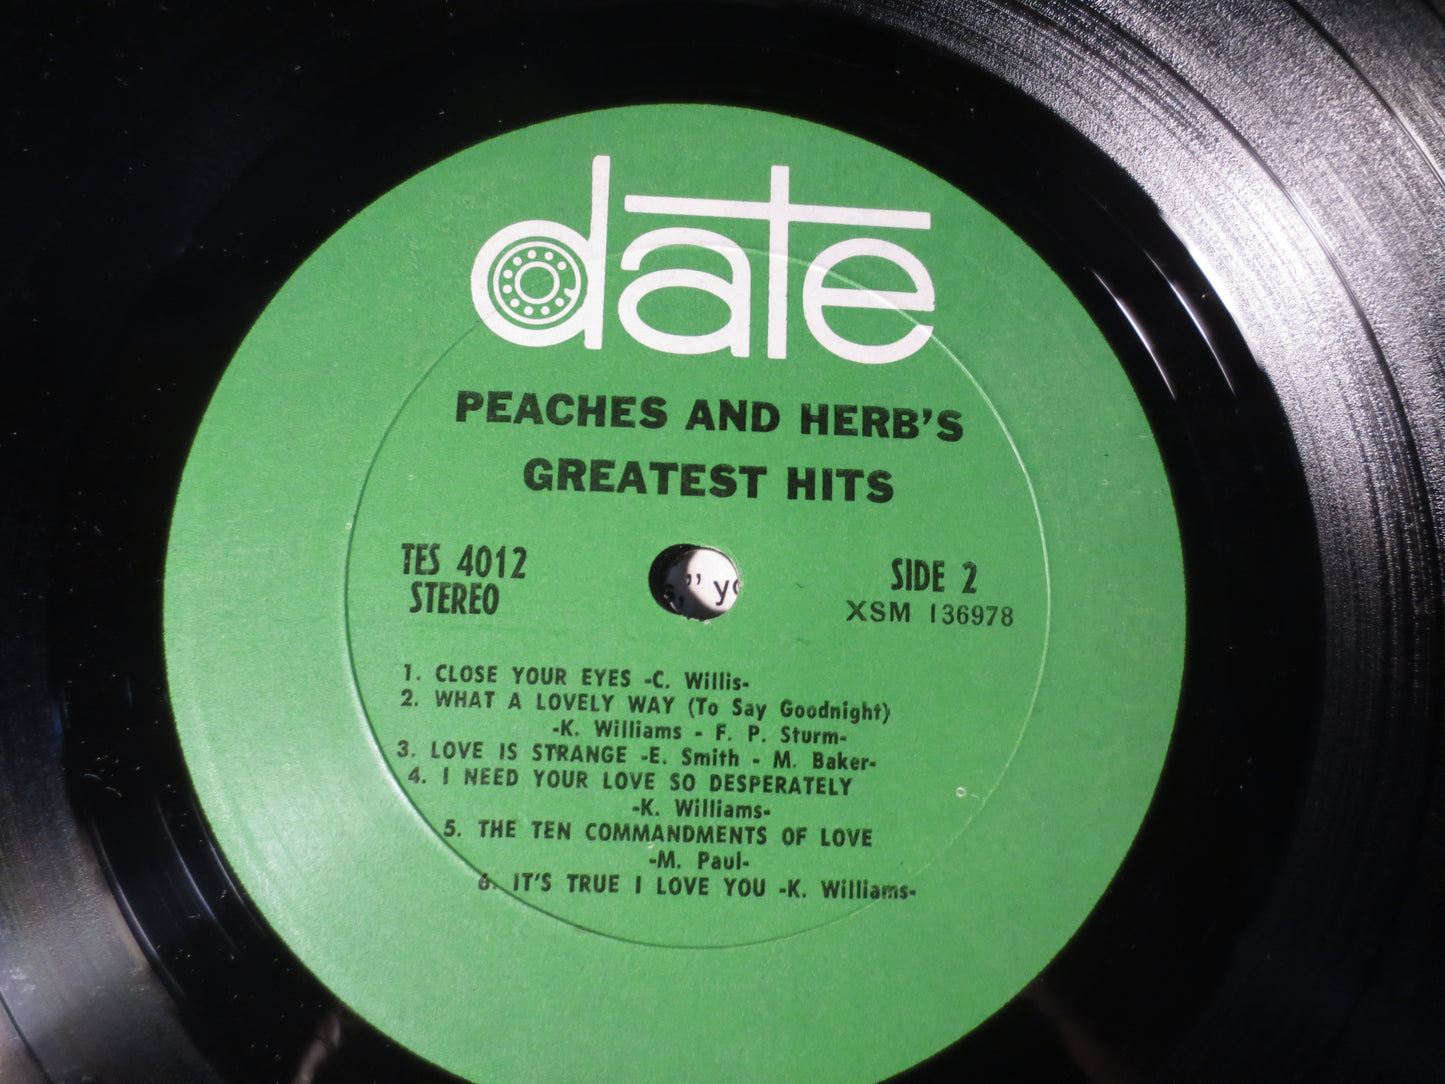 date
PEACHES AND HERB'S
GREATEST HITS
TES 4012
STEREO
SIDE 2
XSM 136978
," yo
1. CLOSE YOUR EYES -C. Willis-
2. WHAT A LOVELY WAY (To Say Goodnight)
-K. Williams - F. P. Sturm-
3. LOVE IS STRANGE -E. Smith - M. Baker-
4. I NEED YOUR LOVE SO DESPERATELY
-K. Williams-
5. THE TEN COMMANDMENTS OF LOVE
-M. Paul-
6. IT'S TRUE I LOVE YOU -K. Williams-